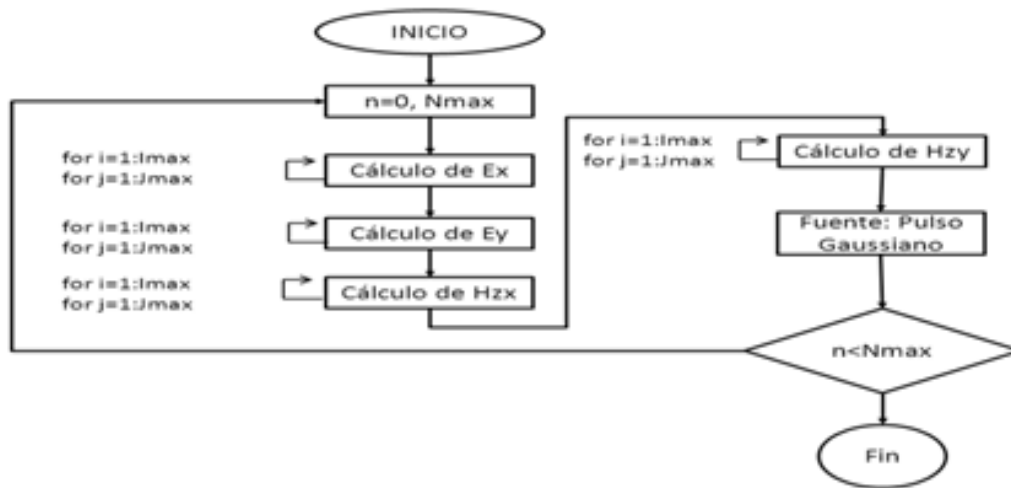 INICIO
n=0, Nmax
for i=1:Imax
for j=1:Jmax
Cálculo de Ex
for i=1:Imax
for j=1:Jmax
Cálculo de Ey
for i=1:Imax
for j=1:Jmax
Cálculo de Hzx
for i=1:Imax
for j=1:Jmax
Cálculo de Hzy
Fuente: Pulso
Gaussiano
n<Nmax
Fin